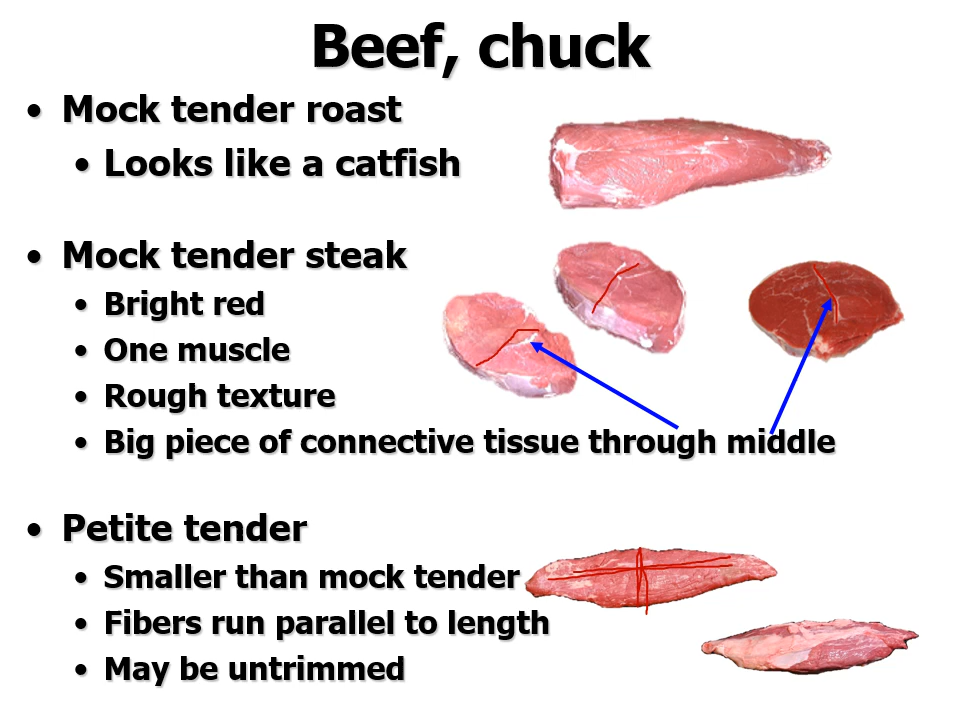 Beef, chuck
• Mock tender roast
• Looks like a catfish
• Mock tender steak
• Bright red
• One muscle
• Rough texture
• Big piece of connective tissue through middle
• Petite tender
• Smaller than mock tender
• Fibers run parallel to length
• May be untrimmed